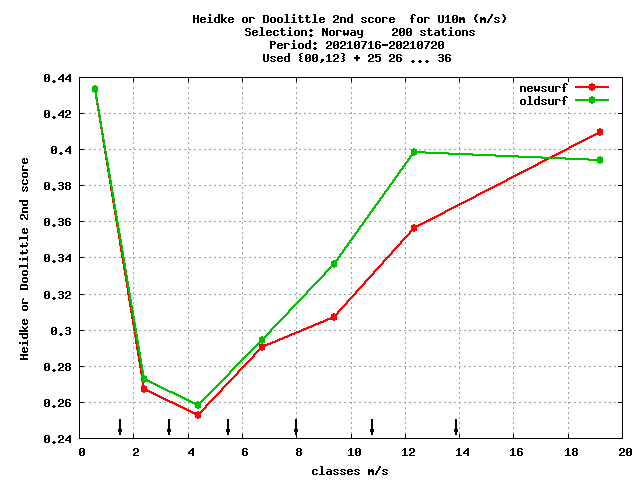 Heidke or Doolittle 2nd score  for U10m (m/s)
Selection: Norway    200 stations
Period: 20210716-20210720
Used {00,12} + 25 26 ... 36
newsurf
oldsurf
Heidke or Doolittle 2nd score
0.44
0.42
0.4
0.38
0.36
0.34
0.32
0.3
0.28
0.26
0.24
0 2 4 6 8 10 12 14 16 18 20
classes m/s